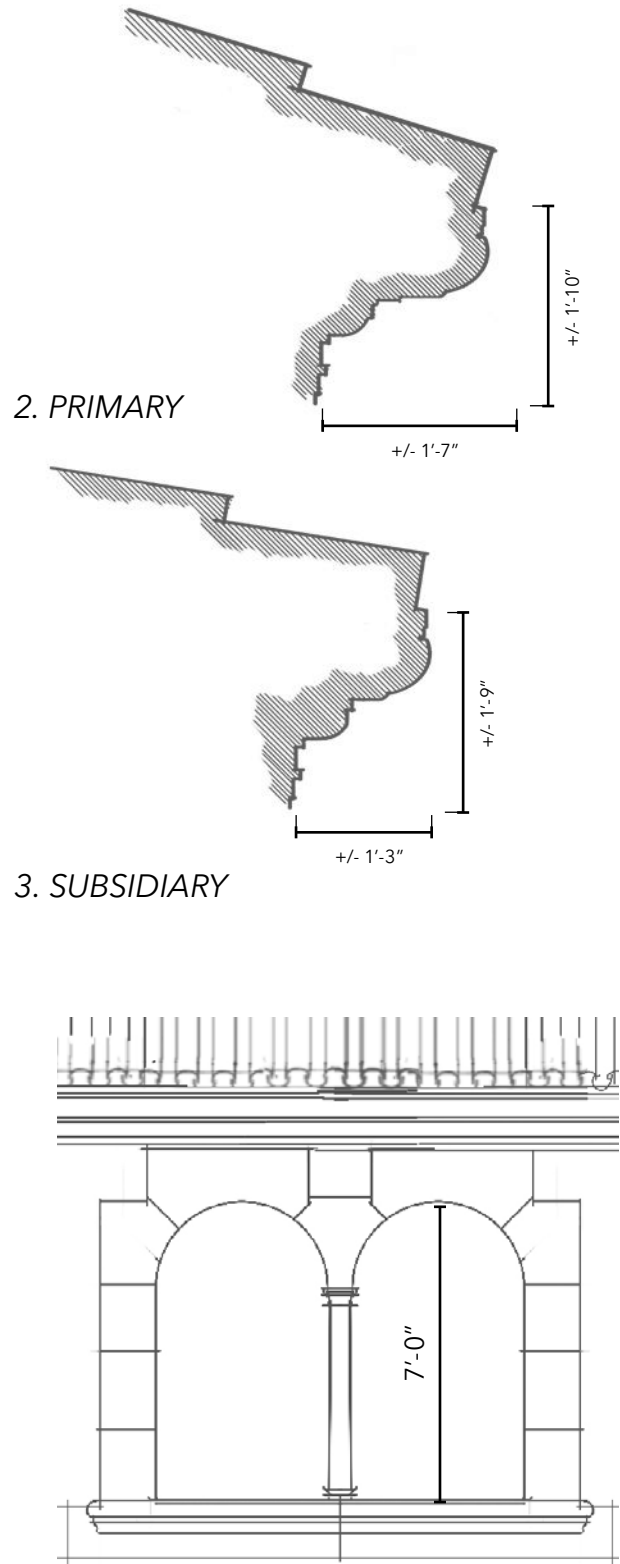 +/- 1’-10”
2. PRIMARY
+/- 1’-7”
+/- 1’-9”
+/- 1’-3”
3. SUBSIDIARY
7’-0”